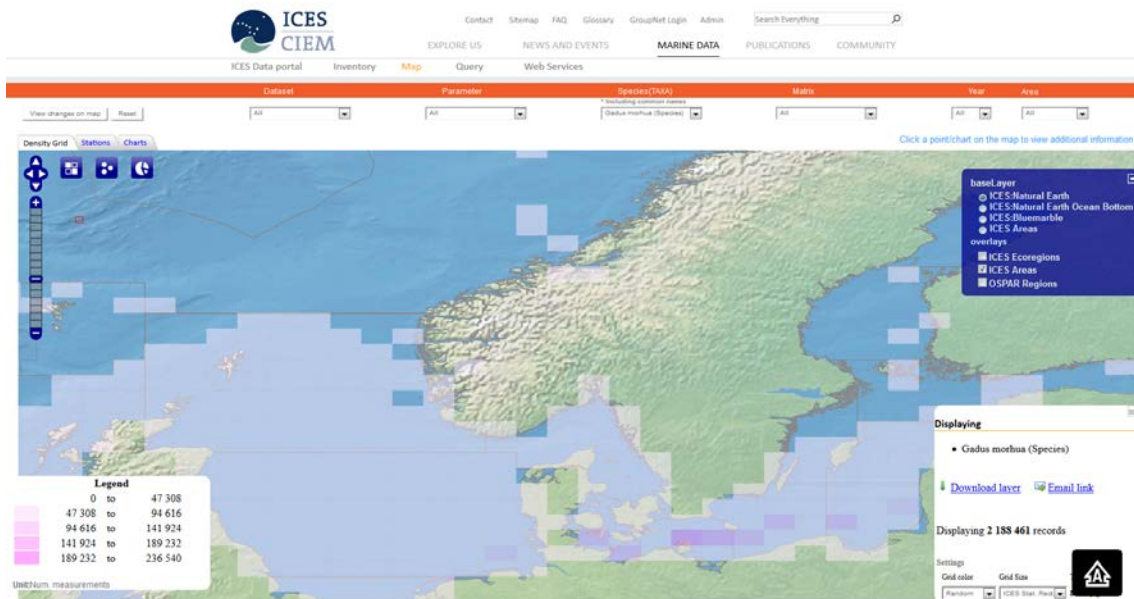 ICES
CIEM
Contact Sitemap FAQ Glossary GroupNet Login Admin
Search Everything
EXPLORE US NEWS AND EVENTS MARINE DATA PUBLICATIONS COMMUNITY
ICES Data portal Inventory Map Query Web Services
Dataset Parameter Species(TAXA) Matrix Year Area
* Including common names
View changes on map Reset All All Gadus morhua (Species) All All All
Density Grid Stations Charts
Click a point/chart on the map to view additional information
baseLayer
ICES:Natural Earth
ICES:Natural Earth Ocean Bottom
ICES:Bluemarble
ICES Areas
overlays
ICES Ecoregions
ICES Areas
OSPAR Regions
Displaying
• Gadus morhua (Species)
Download layer Email link
Displaying 2 188 461 records
Settings
Grid color Grid Size
Random ICES Stat. Rect
Legend
0 to 47 308
47 308 to 94 616
94 616 to 141 924
141 924 to 189 232
189 232 to 236 540
measurements
A